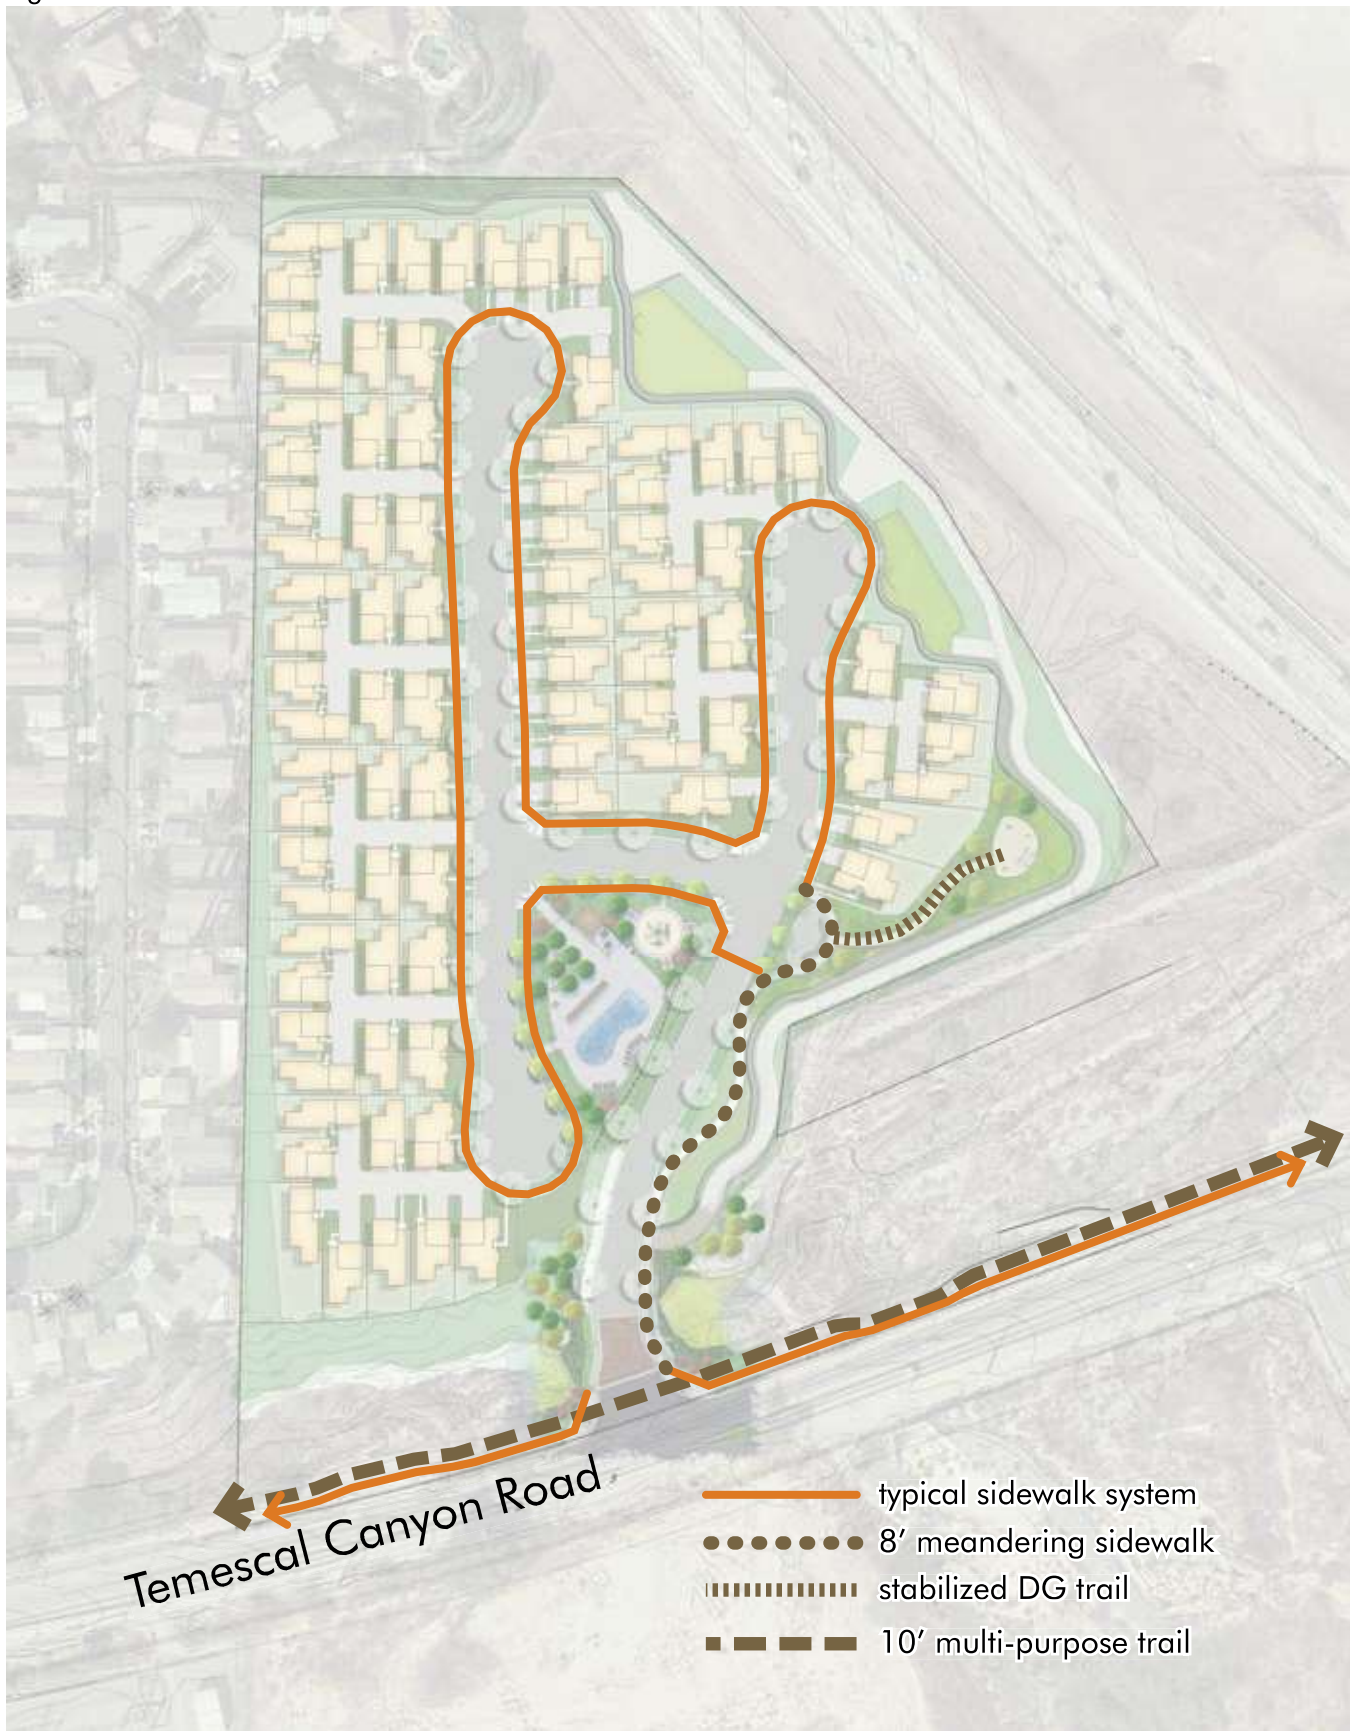 Temescal Canyon Road
typical sidewalk system
8’ meandering sidewalk
stabilized DG trail
10’ multi-purpose trail